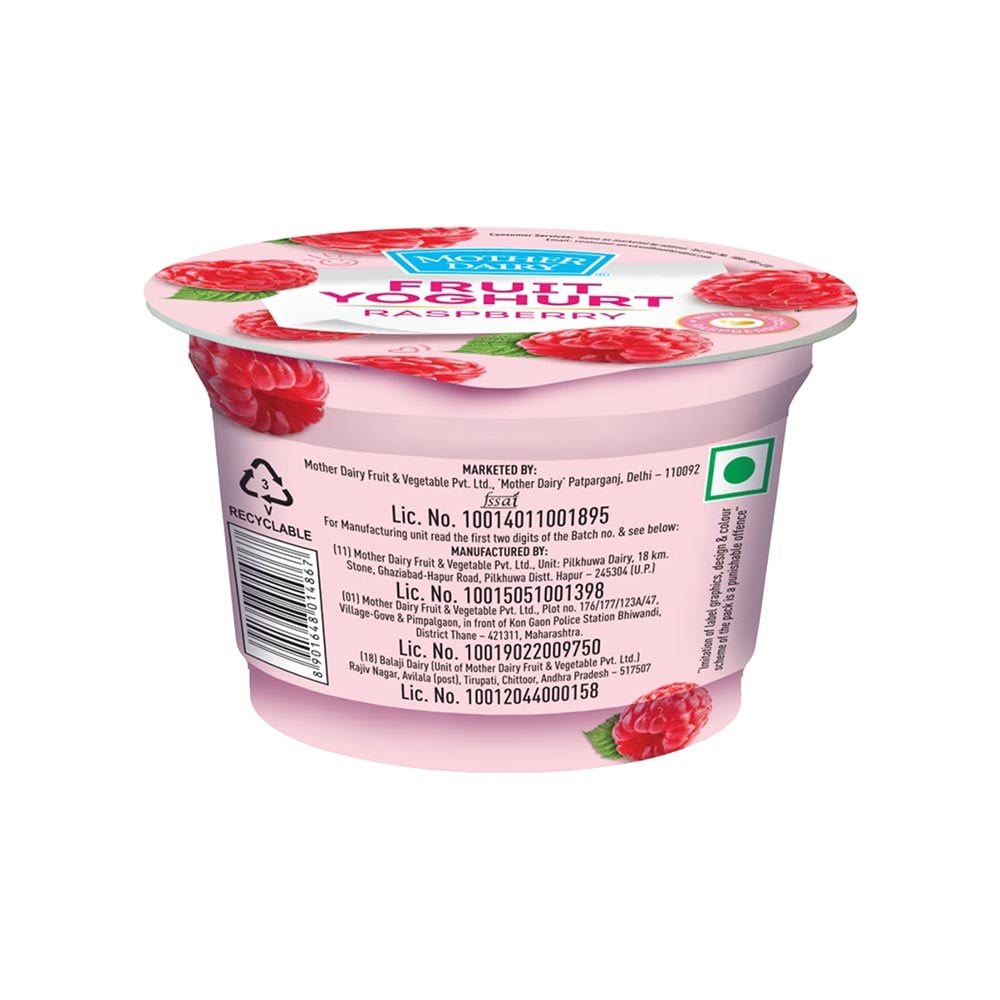 Consumer Services:
MOTHER
DAIRY
FRUIT
YOGHURT
RASPBERRY
WITH
MARKETED BY:
Mother Dairy Fruit & Vegetable Pvt. Ltd., 'Mother Dairy' Patparganj, Delhi – 110092
fssai
Lic. No. 10014011001895
For Manufacturing unit read the first two digits of the Batch no. & see below:
MANUFACTURED BY:
(11) Mother Dairy Fruit & Vegetable Pvt. Ltd., Unit: Pilkhuwa Dairy, 18 km.
Stone, Ghaziabad-Hapur Road, Pilkhuwa Distt. Hapur – 245304 (U.P.)
Lic. No. 10015051001398
(01) Mother Dairy Fruit & Vegetable Pvt. Ltd., Plot no. 176/177/123A/47,
Village-Gove & Pimpalgaon, in front of Kon Gaon Police Station Bhiwandi,
District Thane – 421311, Maharashtra.
Lic. No. 10019022009750
(18) Balaji Dairy (Unit of Mother Dairy Fruit & Vegetable Pvt. Ltd.)
Rajiv Nagar, Avilala (post), Tirupati, Chittoor, Andhra Pradesh – 517507
Lic. No. 10012044000158
3
V
RECYCLABLE
8 901648 014867
"Imitation of label graphics, design & colour
scheme of the pack is a punishable offence"